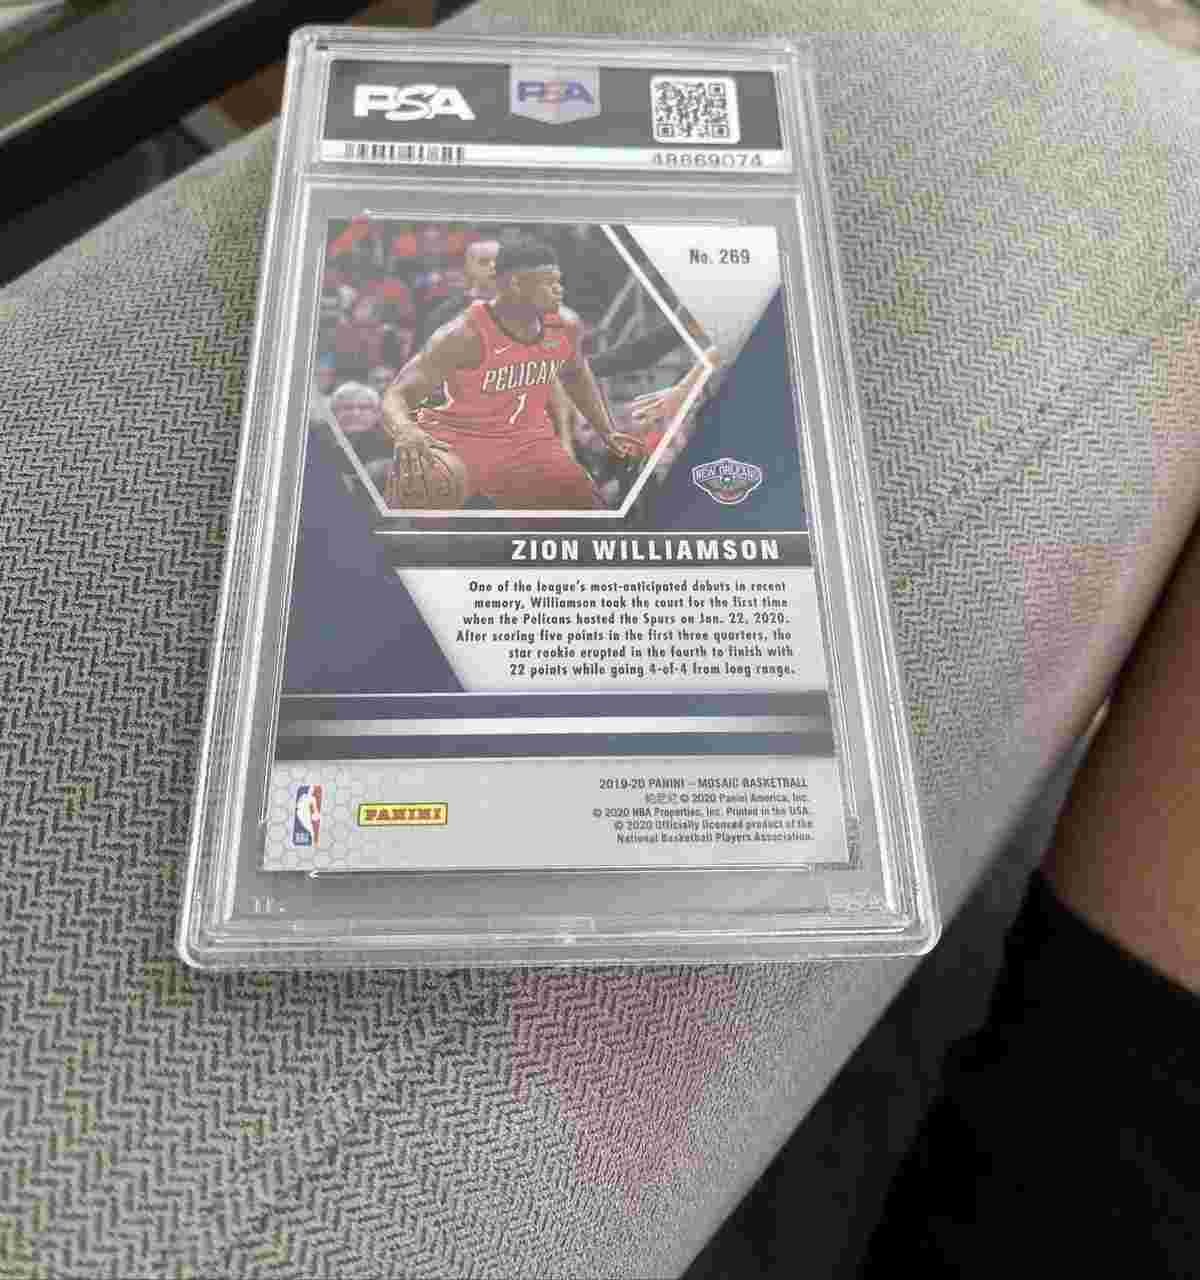 PSA
PSA
48669074
No. 269
PELICANS
1
NEW ORLEANS
ZION WILLIAMSON
One of the league's most-anticipated debuts in recent
memory, Williamson took the court for the first time
when the Pelicans hosted the Spurs on Jan. 22, 2020.
After scoring five points in the first three quarters, the
star rookie erupted in the fourth to finish with
22 points while going 4-of-4 from long range.
2019-20 PANINI – MOSAIC BASKETBALL
© 2020 Panini America, Inc.
© 2020 NBA Properties, Inc. Printed in the USA.
© 2020 Officially licensed product of the
National Basketball Players Association.
NBA
PANINI